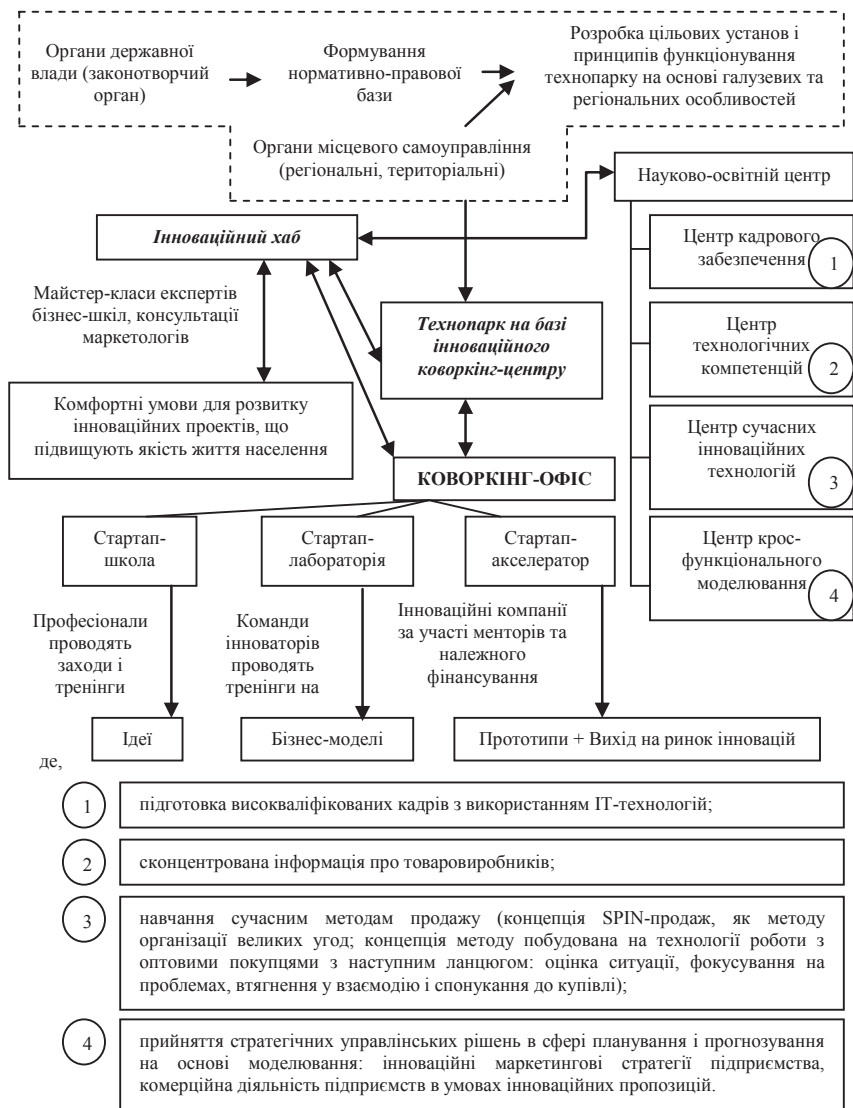 Органи державної
влади (законотворчий
орган)
Формування
нормативно-правової
бази
Розробка цільових установ і
принципів функціонування
технопарку на основі галузевих та
регіональних особливостей
Органи місцевого самоуправління
(регіональні, територіальні)
Науково-освітній центр
Інноваційний хаб
Центр кадрового
забезпечення
1
Майстер-класи експертів
бізнес-шкіл, консультації
маркетологів
Технопарк на базі
інноваційного
коворкінг-центру
Центр
технологічних
компетенцій
2
Комфортні умови для розвитку
інноваційних проектів, що
підвищують якість життя населення
Центр сучасних
інноваційних
технологій
3
КОВОРКІНГ-ОФІС
Стартап-
школа
Стартап-
лабораторія
Стартап-
акселератор
Центр крос-
функціонального
моделювання
4
Професіонали
проводять
заходи і
тренінги
Команди
інноваторів
проводять
тренінги на
Інноваційні компанії
за участі менторів та
належного
фінансування
Ідеї
Бізнес-моделі
Прототипи + Вихід на ринок інновацій
де,
1
підготовка висококваліфікованих кадрів з використанням ІТ-технологій;
2
сконцентрована інформація про товаровиробників;
3
навчання сучасним методам продажу (концепція SPIN-продаж, як методу
організації великих угод; концепція методу побудована на технології роботи з
оптовими покупцями з наступним ланцюгом: оцінка ситуації, фокусування на
проблемах, втягнення у взаємодію і спонукання до купівлі);
4
прийняття стратегічних управлінських рішень в сфері планування і прогнозування
на основі моделювання: інноваційні маркетингові стратегії підприємства,
комерційна діяльність підприємств в умовах інноваційних пропозицій.